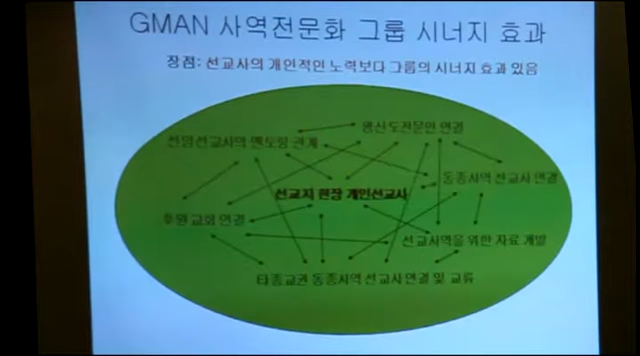 GMAN 사역전문화 그룹 시너지 효과
장점: 선교사의 개인적인 노력보다 그룹의 시너지 효과 있음
평신도전문인 연결
선임선교사의 멘토링 관계
동종사역 선교사 연결
선교지 현장 개인선교사
후원교회 연결
선교사역을 위한 자료 개발
타종교권 동종사역 선교사 연결 및 교류